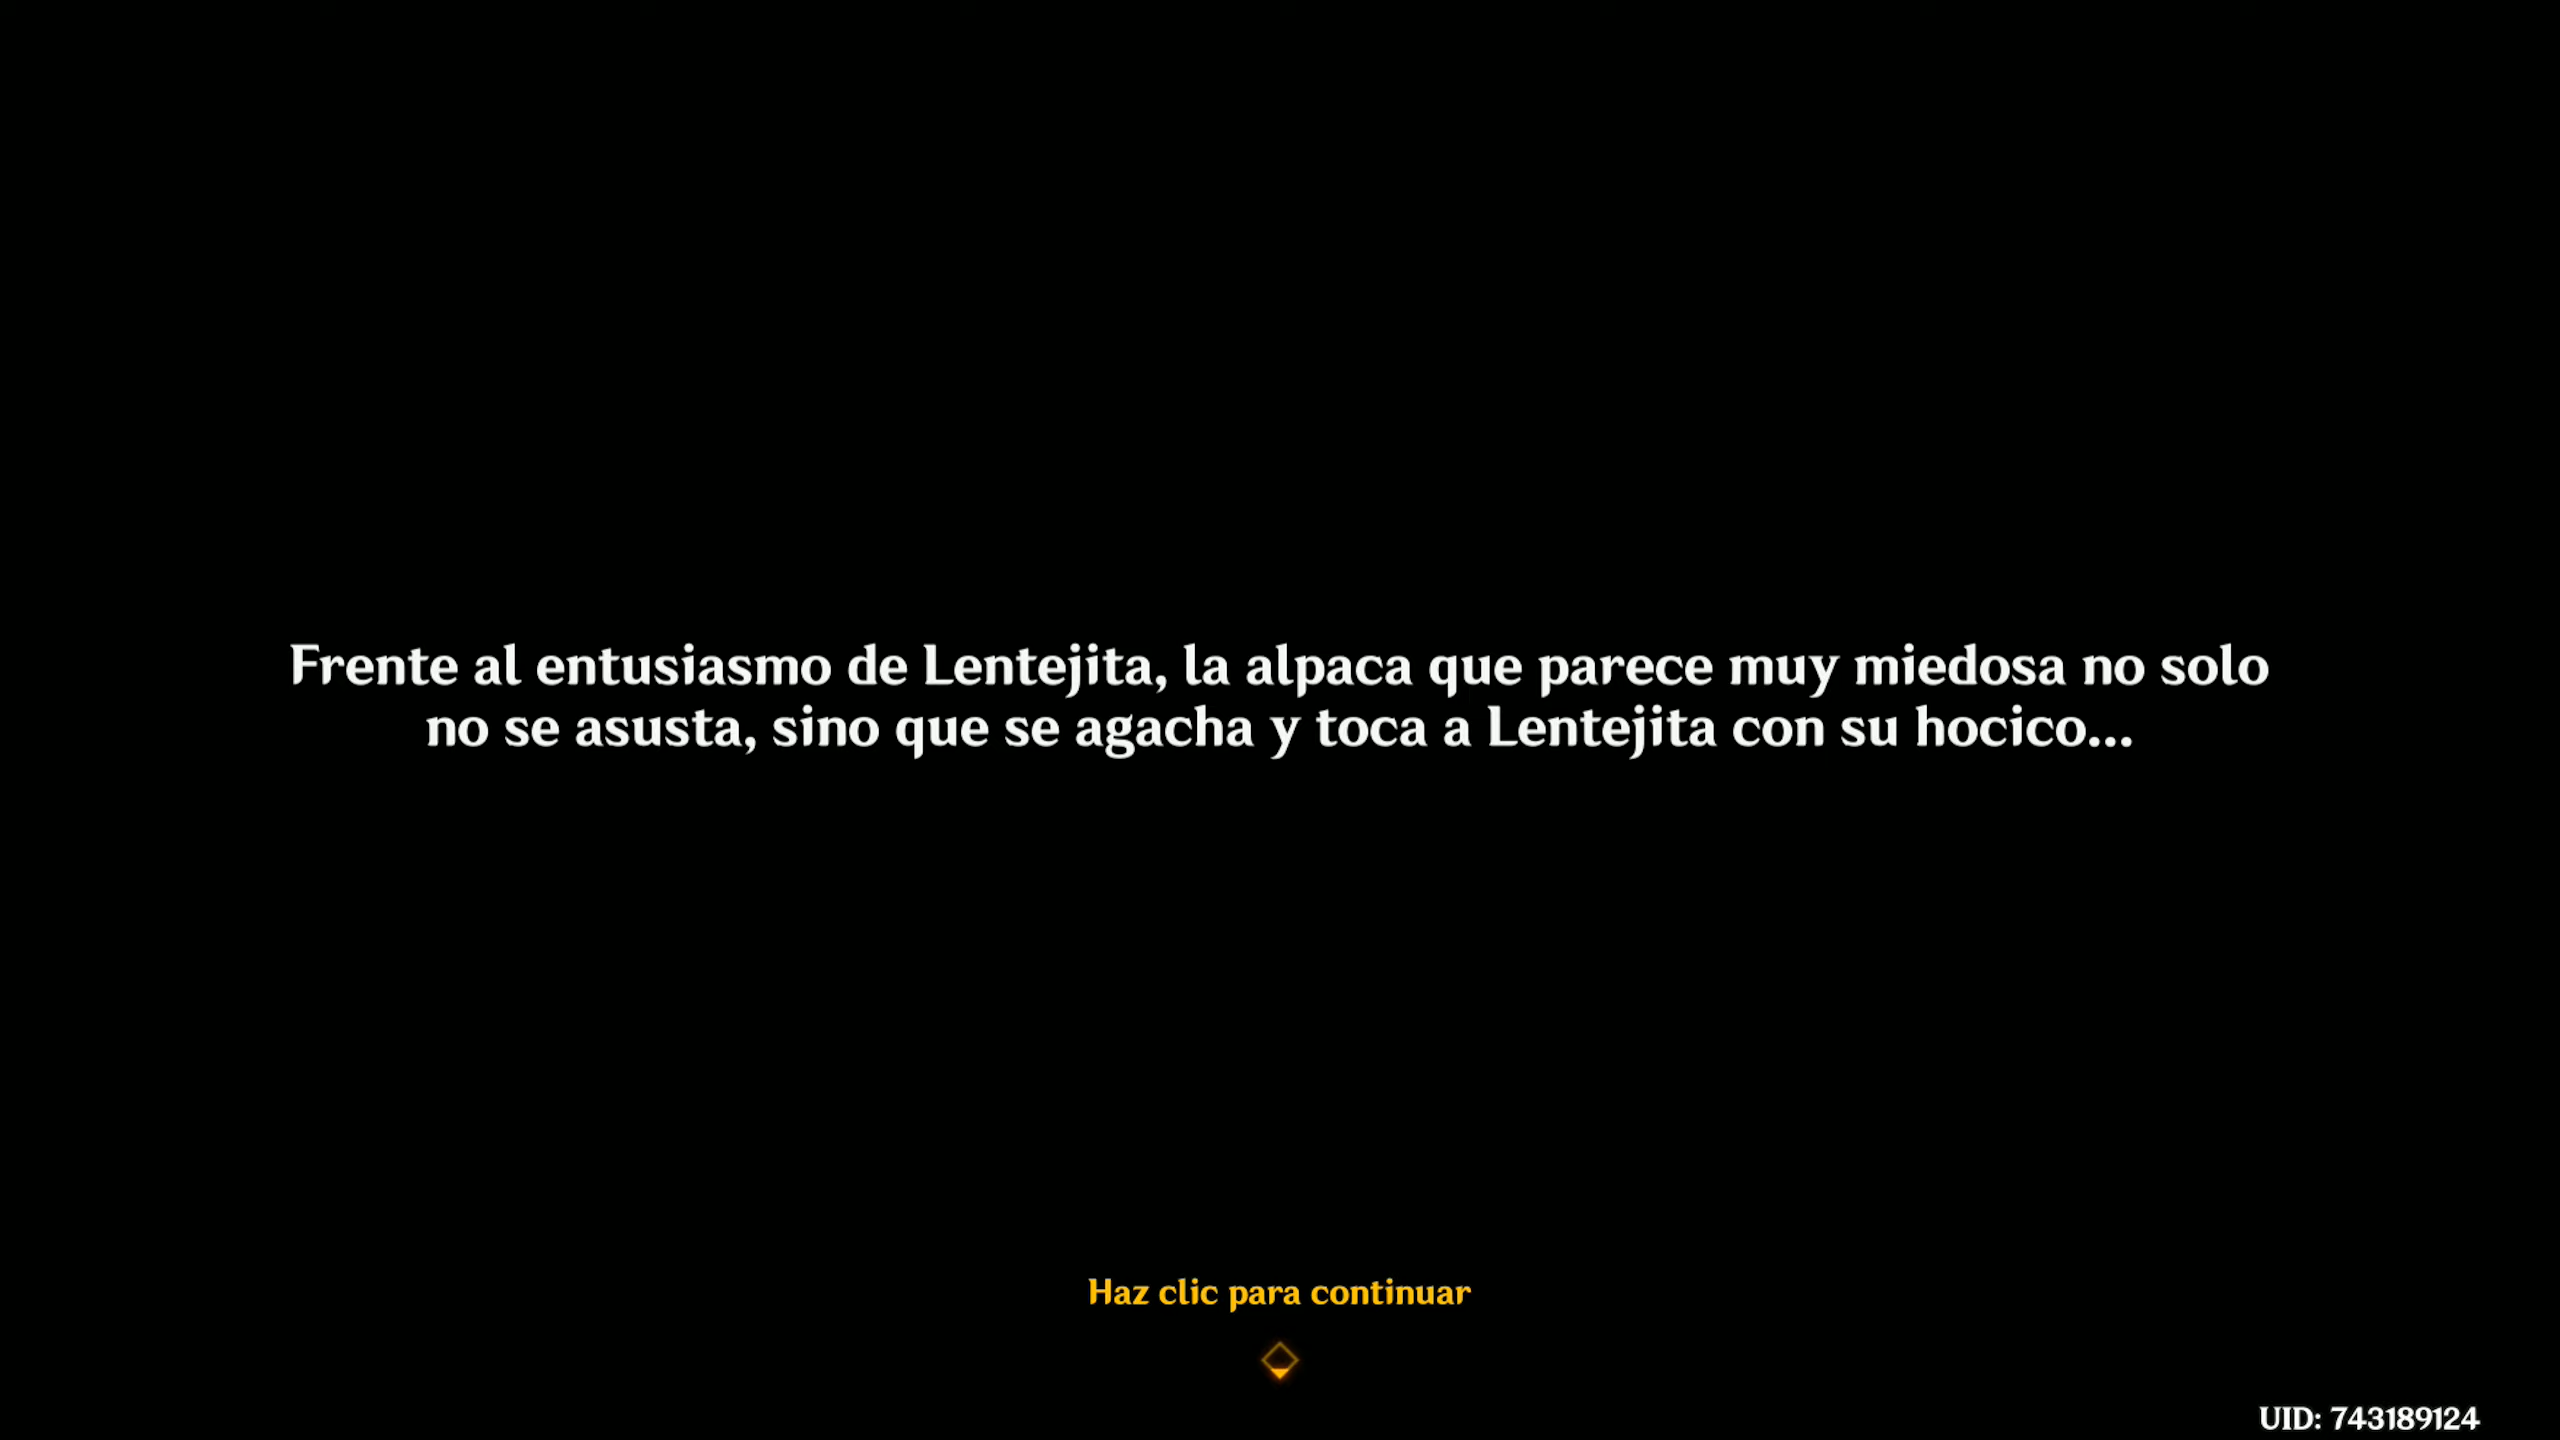 Frente al entusiasmo de Lentejita, la alpaca que parece muy miedosa no solo
no se asusta, sino que se agacha y toca a Lentejita con su hocico...
Haz clic para continuar
UID: 743189124